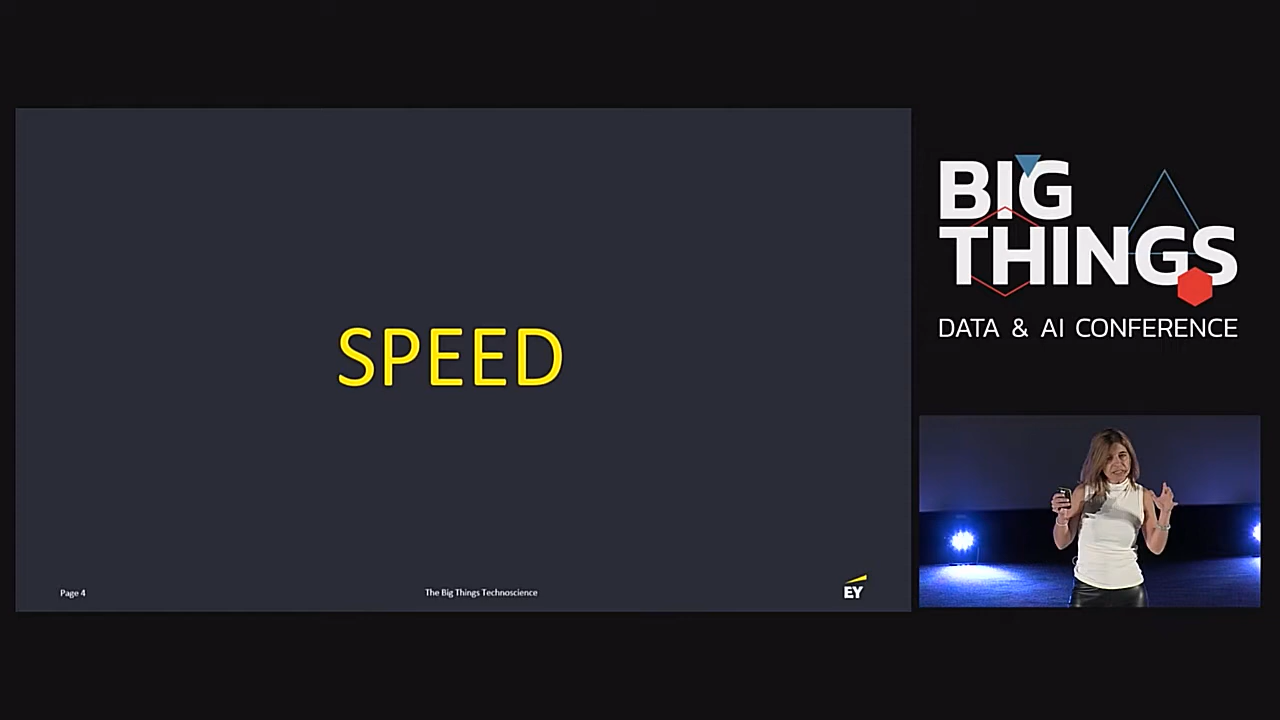 SPEED
Page 4
The Big Things Technoscience
EY
BIG
THINGS
DATA & AI CONFERENCE